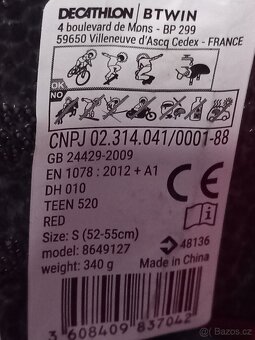 DECATHLON | BTWIN
4 boulevard de Mons - BP 299
59650 Villeneuve d'Ascq Cedex - FRANCE
OK
NO
CNPJ 02.314.041/0001-88
GB 24429-2009
EN 1078 : 2012 + A1
DH 010
TEEN 520
RED
Size: S (52-55cm)
model: 8649127
weight: 340 g
CE
48136
Made in China
3 608409 837042
bazoš.cz